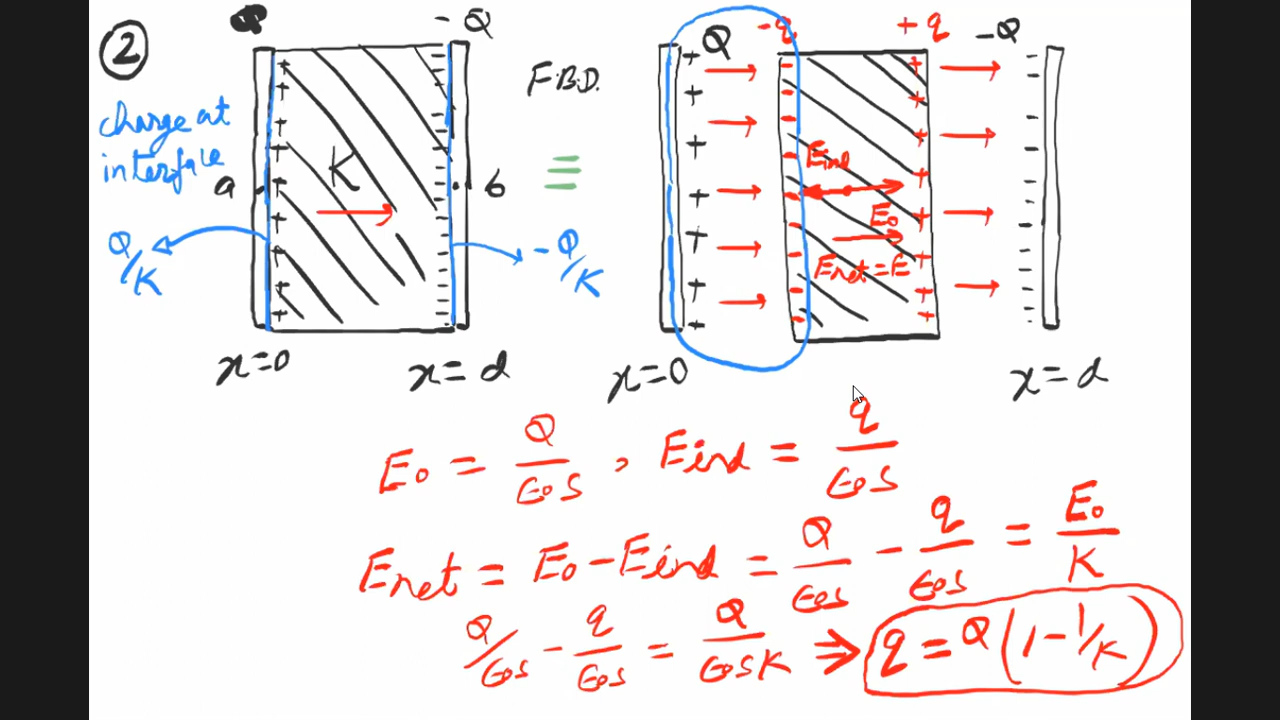 ② Q - Q
F.B.D.
Q -q +q -Q
charge at
interface
a K b
≡
Eind
E₀
Enet = E
Q/K -Q/K
x=0 x=d x=0 x=d
E₀ = Q/ϵ₀S , Eind = q/ϵ₀S
Enet = E₀ - Eind = Q/ϵ₀S - q/ϵ₀S = E₀/K
Q/ϵ₀S - q/ϵ₀S = Q/ϵ₀SK ⇒ q = Q(1 - 1/K)